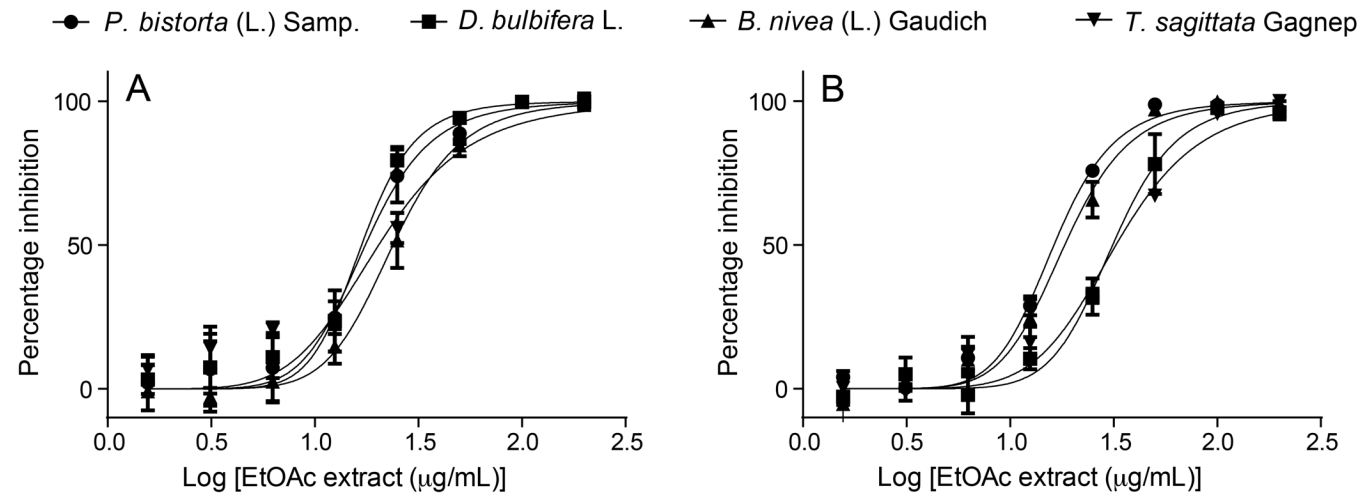 P. bistorta (L.) Samp. D. bulbifera L. B. nivea (L.) Gaudich T. sagittata Gagnep
A B
100 100
50 50
0 0
Percentage inhibition Percentage inhibition
0.0 0.5 1.0 1.5 2.0 2.5 0.0 0.5 1.0 1.5 2.0 2.5
Log [EtOAc extract (μg/mL)] Log [EtOAc extract (μg/mL)]